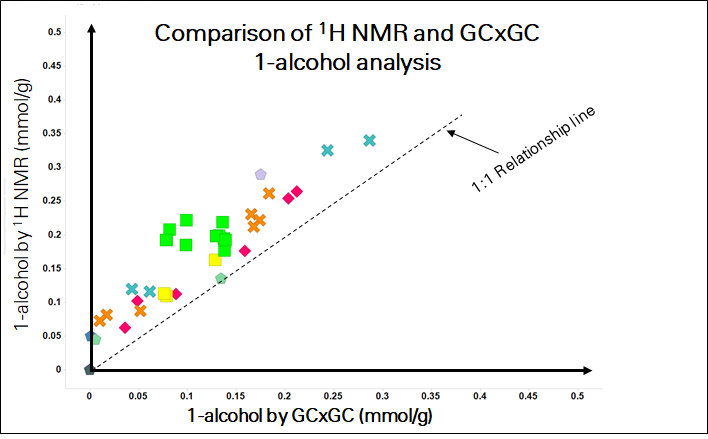 Comparison of ¹H NMR and GCxGC
1-alcohol analysis
1-alcohol by ¹H NMR (mmol/g)
0.5
0.45
0.4
0.35
0.3
0.25
0.2
0.15
0.1
0.05
0
1:1 Relationship line
0 0.05 0.1 0.15 0.2 0.25 0.3 0.35 0.4 0.45 0.5
1-alcohol by GCxGC (mmol/g)